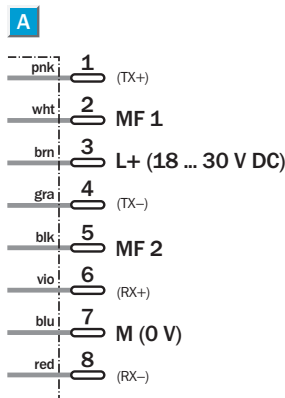 A
pnk 1 (TX+)
wht 2 MF 1
brn 3 L+ (18 ... 30 V DC)
gra 4 (TX–)
blk 5 MF 2
vio 6 (RX+)
blu 7 M (0 V)
red 8 (RX–)